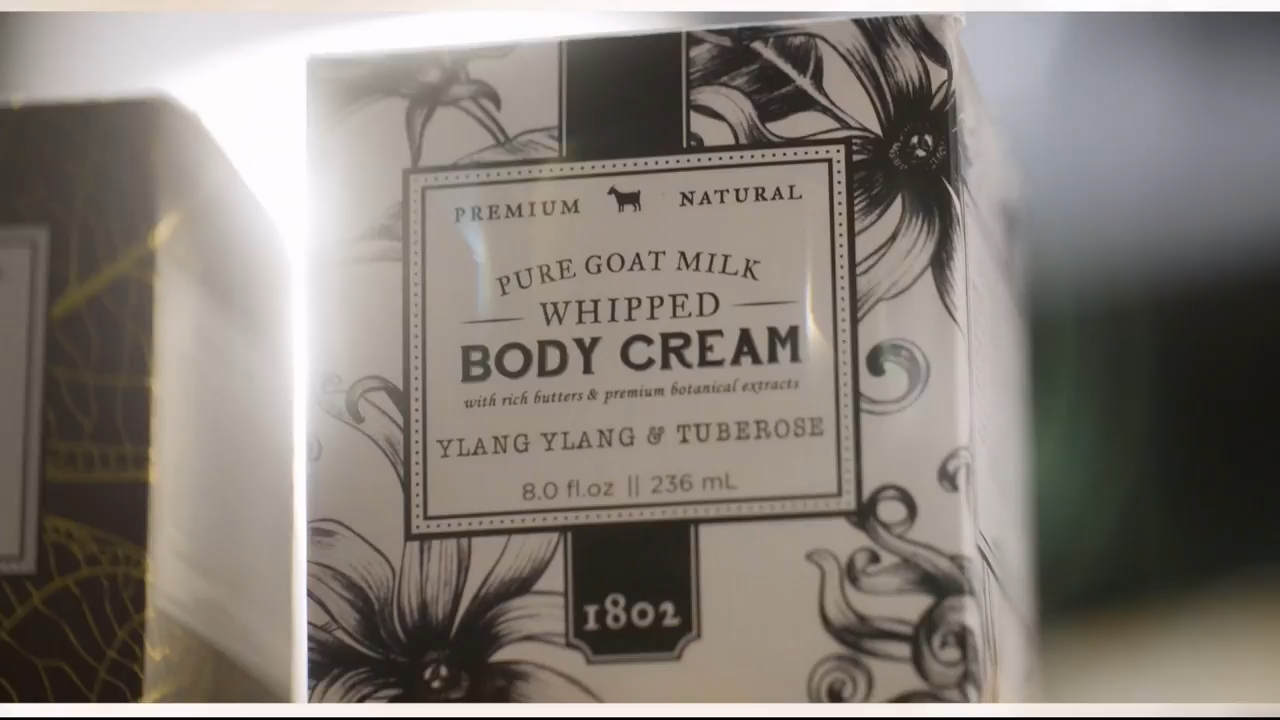 PREMIUM NATURAL
PURE GOAT MILK
WHIPPED
BODY CREAM
with rich butters & premium botanical extracts
YLANG YLANG & TUBEROSE
8.0 fl.oz || 236 mL
1802